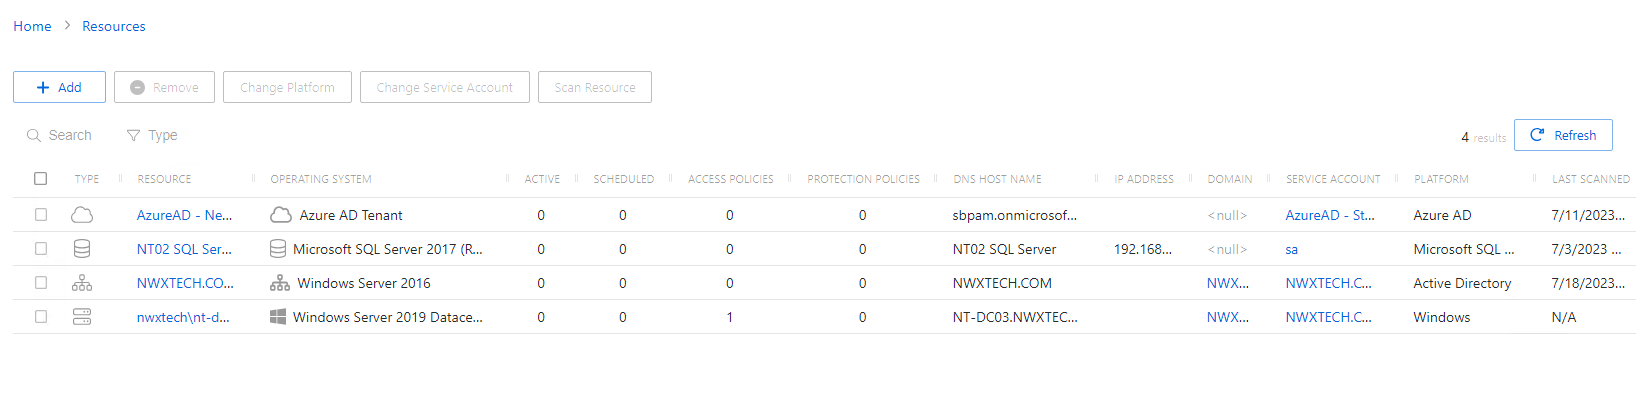 Home > Resources
Add Remove Change Platform Change Service Account Scan Resource
Search Type 4 results Refresh
TYPE RESOURCE OPERATING SYSTEM ACTIVE SCHEDULED ACCESS POLICIES PROTECTION POLICIES DNS HOST NAME IP ADDRESS DOMAIN SERVICE ACCOUNT PLATFORM LAST SCANNED
AzureAD - Ne... Azure AD Tenant 0 0 0 0 sbpam.onmicrosof... <null> AzureAD - St... Azure AD 7/11/2023...
NT02 SQL Ser... Microsoft SQL Server 2017 (R... 0 0 0 0 NT02 SQL Server 192.168... <null> sa Microsoft SQL ... 7/3/2023 ...
NWXTECH.CO... Windows Server 2016 0 0 0 0 NWXTECH.COM NWX... NWXTECH.C... Active Directory 7/18/2023...
nwxtech\nt-d... Windows Server 2019 Datace... 0 0 1 0 NT-DC03.NWXTEC... NWX... NWXTECH.C... Windows N/A